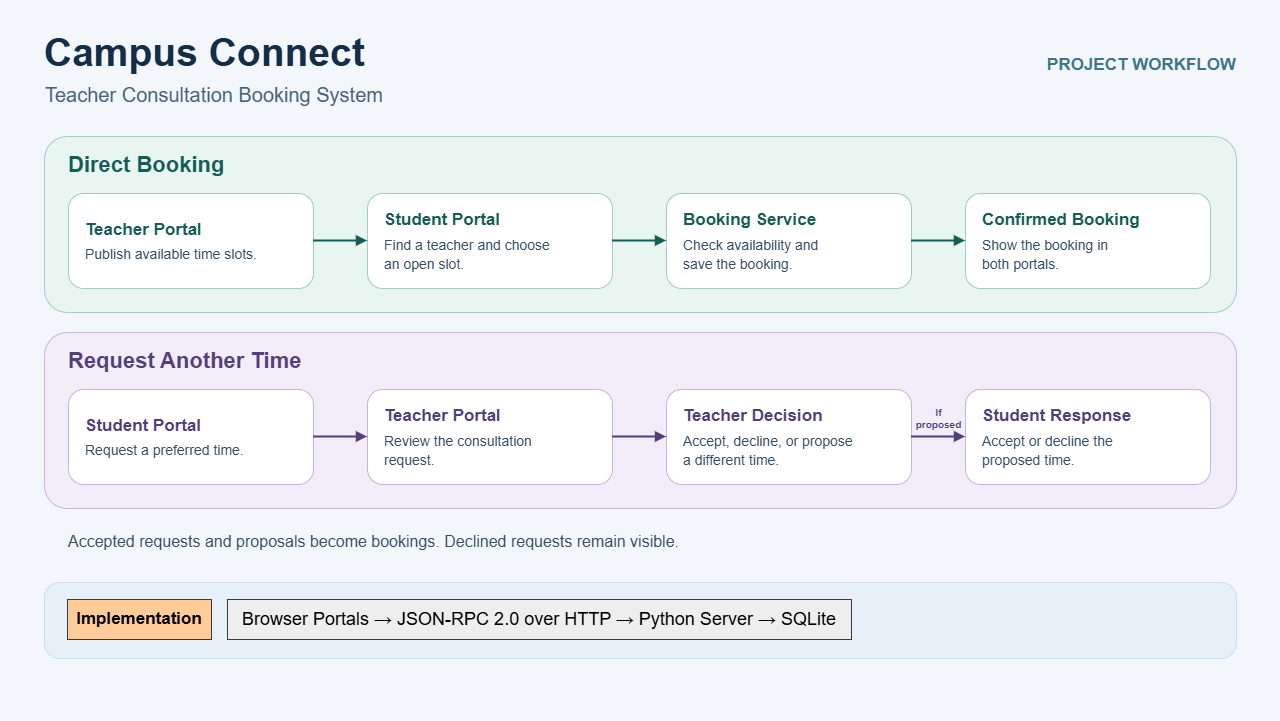 Campus Connect
PROJECT WORKFLOW
Teacher Consultation Booking System
Direct Booking
Teacher Portal
Publish available time slots.
Student Portal
Find a teacher and choose
an open slot.
Booking Service
Check availability and
save the booking.
Confirmed Booking
Show the booking in
both portals.
Request Another Time
Student Portal
Request a preferred time.
Teacher Portal
Review the consultation
request.
Teacher Decision
Accept, decline, or propose
a different time.
If
proposed
Student Response
Accept or decline the
proposed time.
Accepted requests and proposals become bookings. Declined requests remain visible.
Implementation
Browser Portals → JSON-RPC 2.0 over HTTP → Python Server → SQLite